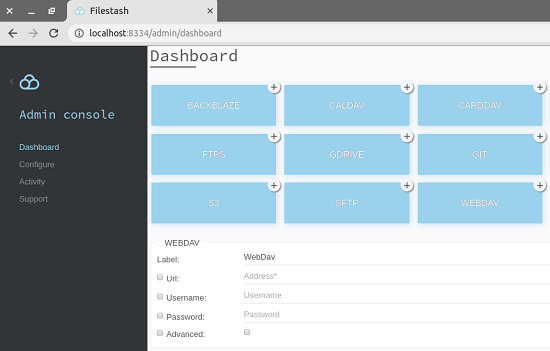 Filestash
localhost:8334/admin/dashboard
Dashboard
Admin console
Dashboard
Configure
Activity
Support
BACKBLAZE CALDAV CARDDAV
FTPS GDRIVE GIT
S3 SFTP WEBDAV
WEBDAV
Label: WebDav
Url: Address*
Username: Username
Password: Password
Advanced: